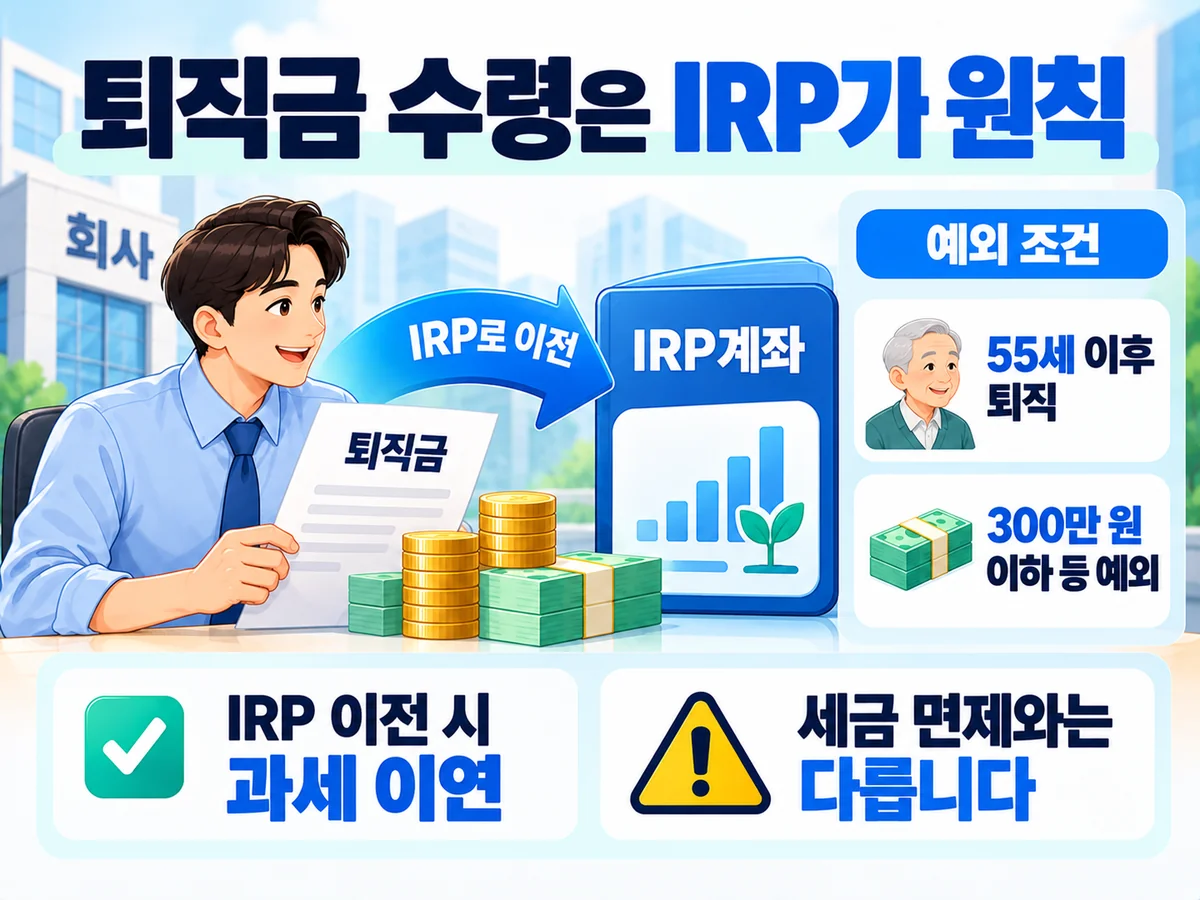 퇴직금 수령은 IRP가 원칙
회사
IRP로 이전
퇴직금
IRP계좌
예외 조건
55세 이후
퇴직
300만 원
이하 등 예외
IRP 이전 시
과세 이연
세금 면제와는
다릅니다